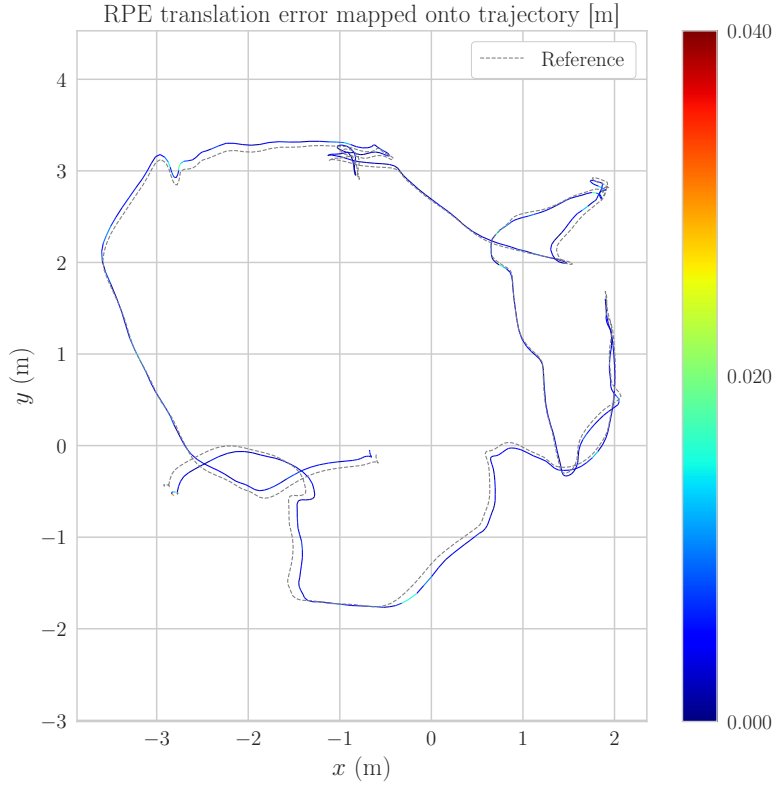 RPE translation error mapped onto trajectory [m]
Reference
4
3
2
1
0
−1
−2
−3
y (m)
−3 −2 −1 0 1 2
x (m)
0.040
0.020
0.000